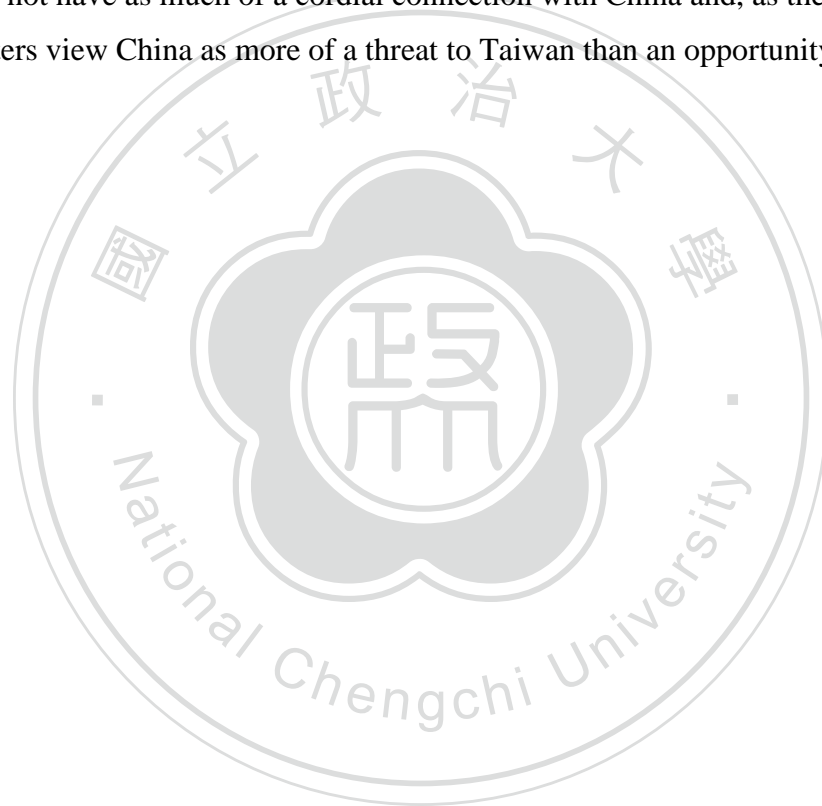 not have as much of a cordial connection with China and, as the
view China as more of a threat to Taiwan than an opportunity
國立政治大學
National Chengchi University